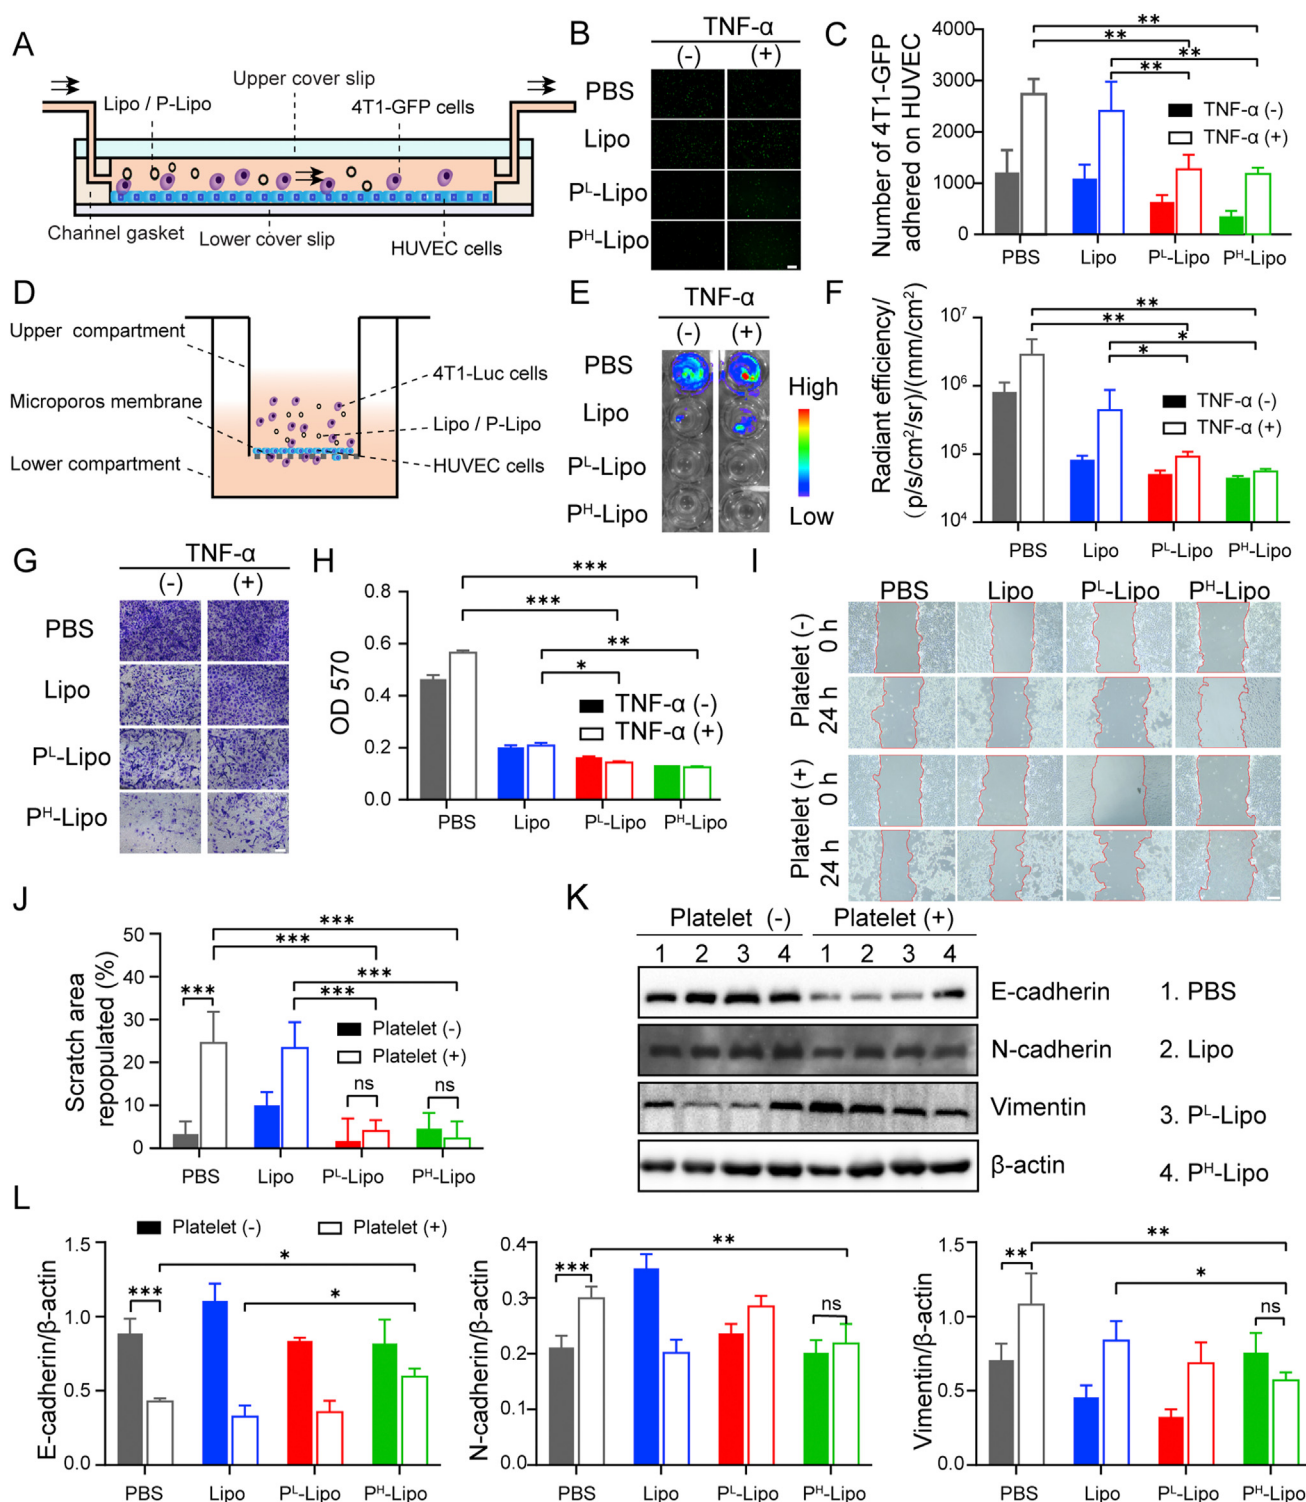 A
Lipo / P-Lipo
Upper cover slip
4T1-GFP cells
Channel gasket
Lower cover slip
HUVEC cells
B
TNF-α
(-) (+)
PBS
Lipo
Pᴸ-Lipo
Pᴴ-Lipo
C
Number of 4T1-GFP
adhered on HUVEC
4000
3000
2000
1000
0
** ** ** **
TNF-α (-)
TNF-α (+)
PBS Lipo Pᴸ-Lipo Pᴴ-Lipo
D
Upper compartment
Microporos membrane
Lower compartment
4T1-Luc cells
Lipo / P-Lipo
HUVEC cells
E
TNF-α
(-) (+)
PBS
Lipo
Pᴸ-Lipo
Pᴴ-Lipo
High
Low
F
Radiant efficiency/
(p/s/cm²/sr)/(mm/cm²)
10⁷
10⁶
10⁵
10⁴
** ** * *
TNF-α (-)
TNF-α (+)
PBS Lipo Pᴸ-Lipo Pᴴ-Lipo
G
TNF-α
(-) (+)
PBS
Lipo
Pᴸ-Lipo
Pᴴ-Lipo
H
OD 570
0.8
0.6
0.4
0.2
0.0
*** *** ** *
TNF-α (-)
TNF-α (+)
PBS Lipo Pᴸ-Lipo Pᴴ-Lipo
I
PBS Lipo Pᴸ-Lipo Pᴴ-Lipo
Platelet (-)
0 h
24 h
Platelet (+)
0 h
24 h
J
Scratch area
repopulated (%)
50
40
30
20
10
0
*** *** *** *** ***
Platelet (-)
Platelet (+)
ns ns
PBS Lipo Pᴸ-Lipo Pᴴ-Lipo
K
Platelet (-) Platelet (+)
1 2 3 4 1 2 3 4
E-cadherin
N-cadherin
Vimentin
β-actin
1. PBS
2. Lipo
3. Pᴸ-Lipo
4. Pᴴ-Lipo
L
Platelet (-) Platelet (+)
E-cadherin/β-actin
1.5
1.0
0.5
0.0
*** * *
PBS Lipo Pᴸ-Lipo Pᴴ-Lipo
N-cadherin/β-actin
0.4
0.3
0.2
0.1
0.0
*** ** ns
PBS Lipo Pᴸ-Lipo Pᴴ-Lipo
Vimentin/β-actin
1.5
1.0
0.5
0.0
** ** * ns
PBS Lipo Pᴸ-Lipo Pᴴ-Lipo